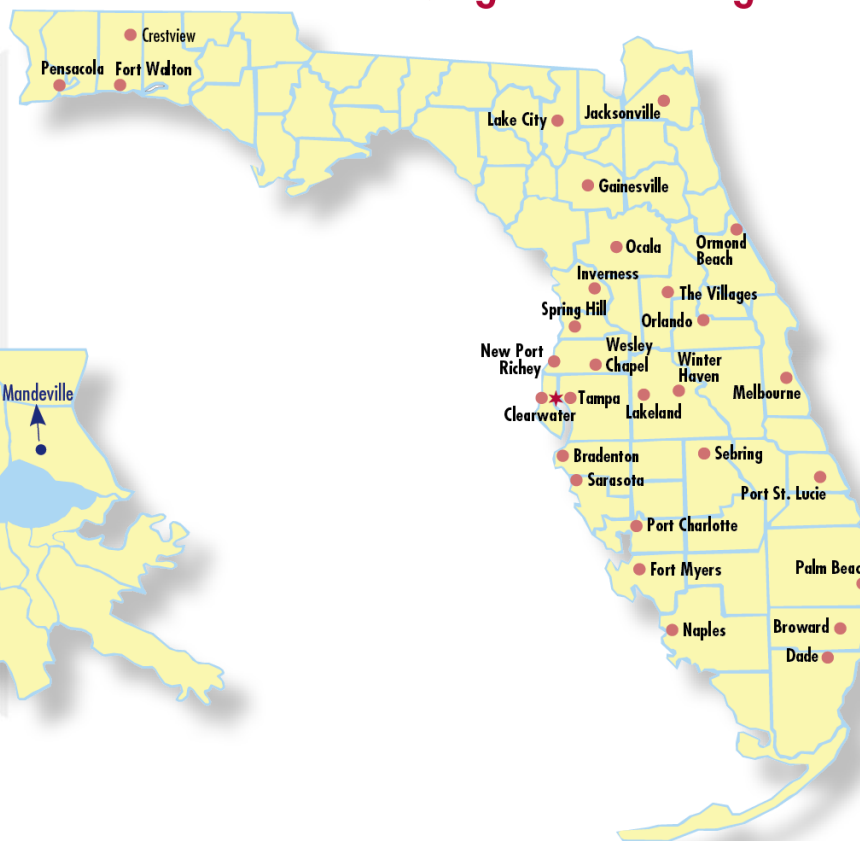 Crestview
Pensacola
Fort Walton
Lake City
Jacksonville
Gainesville
Ocala
Ormond
Beach
Inverness
The Villages
Spring Hill
Orlando
New Port
Richey
Wesley
Chapel
Winter
Haven
Melbourne
Mandeville
Tampa
Lakeland
Clearwater
Bradenton
Sebring
Sarasota
Port St. Lucie
Port Charlotte
Palm Beac
Fort Myers
Naples
Broward
Dade